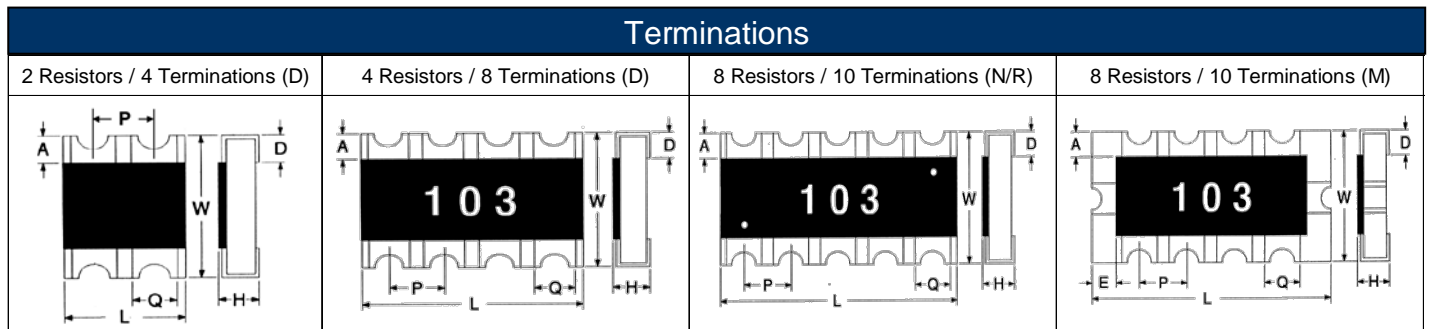 Terminations
2 Resistors / 4 Terminations (D)
4 Resistors / 8 Terminations (D)
8 Resistors / 10 Terminations (N/R)
8 Resistors / 10 Terminations (M)
P
A
D
W
Q
H
L
A
D
103
W
P
Q
H
L
A
D
103
W
P
Q
H
L
A
D
103
W
E
P
Q
H
L